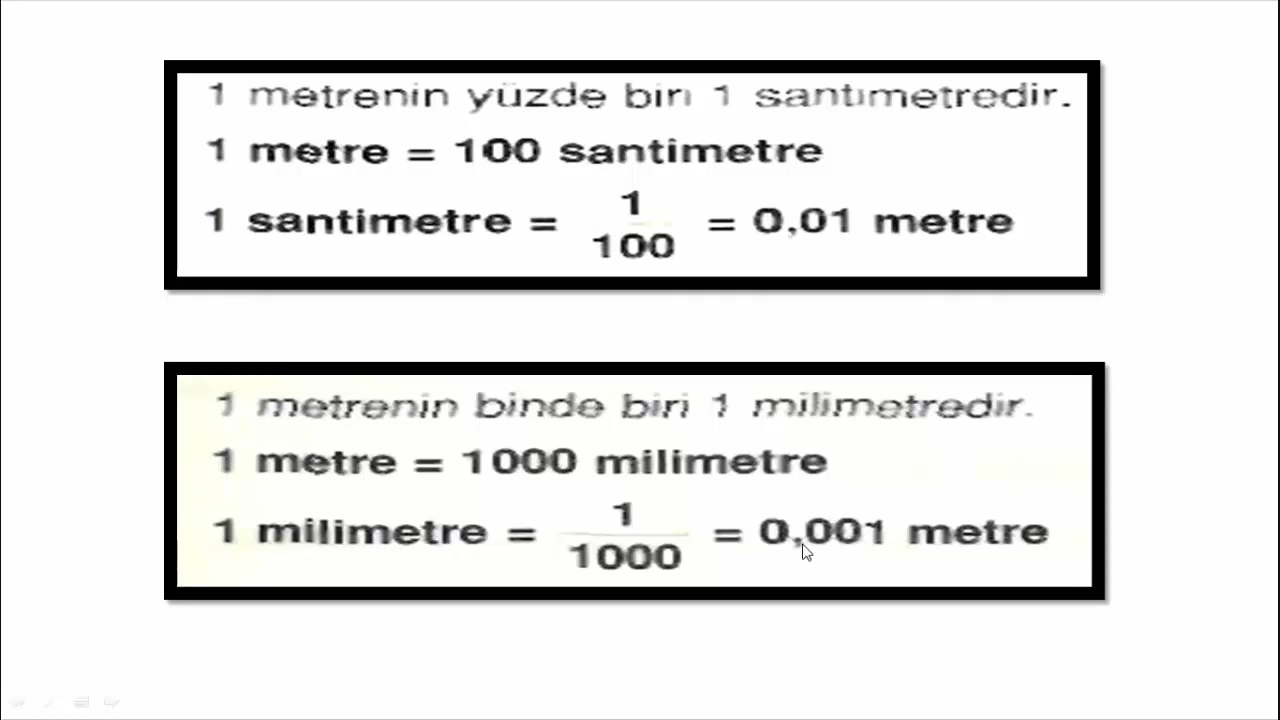 1 metrenin yüzde biri 1 santimetredir.
1 metre = 100 santimetre
1 santimetre = 1/100 = 0,01 metre
1 metrenin binde biri 1 milimetredir.
1 metre = 1000 milimetre
1 milimetre = 1/1000 = 0,001 metre